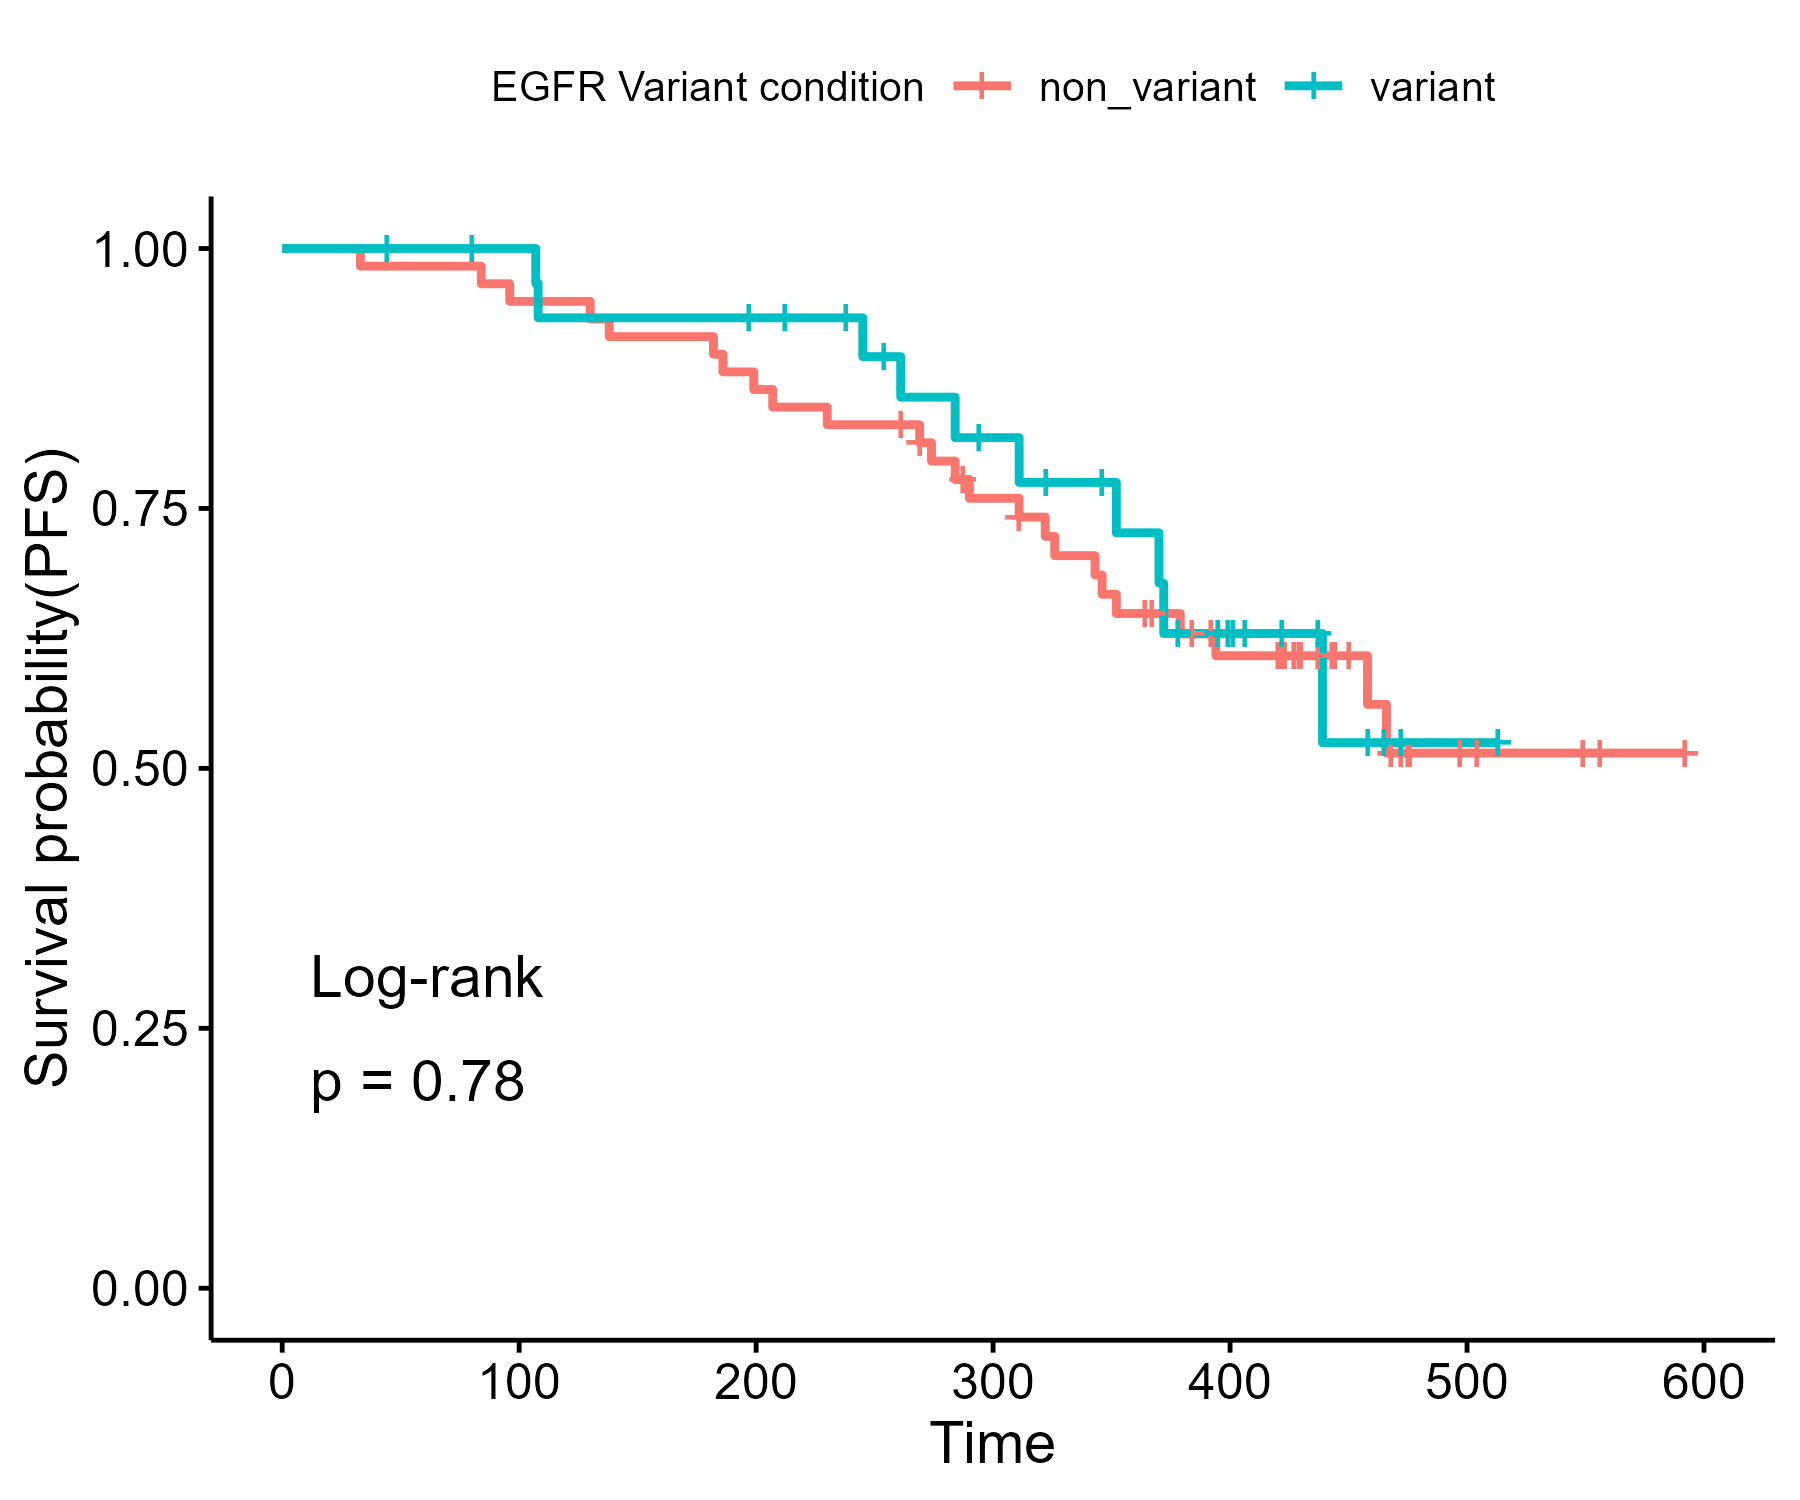 EGFR Variant condition non_variant variant
Survival probability(PFS)
1.00
0.75
0.50
0.25
0.00
Log-rank
p = 0.78
0 100 200 300 400 500 600
Time